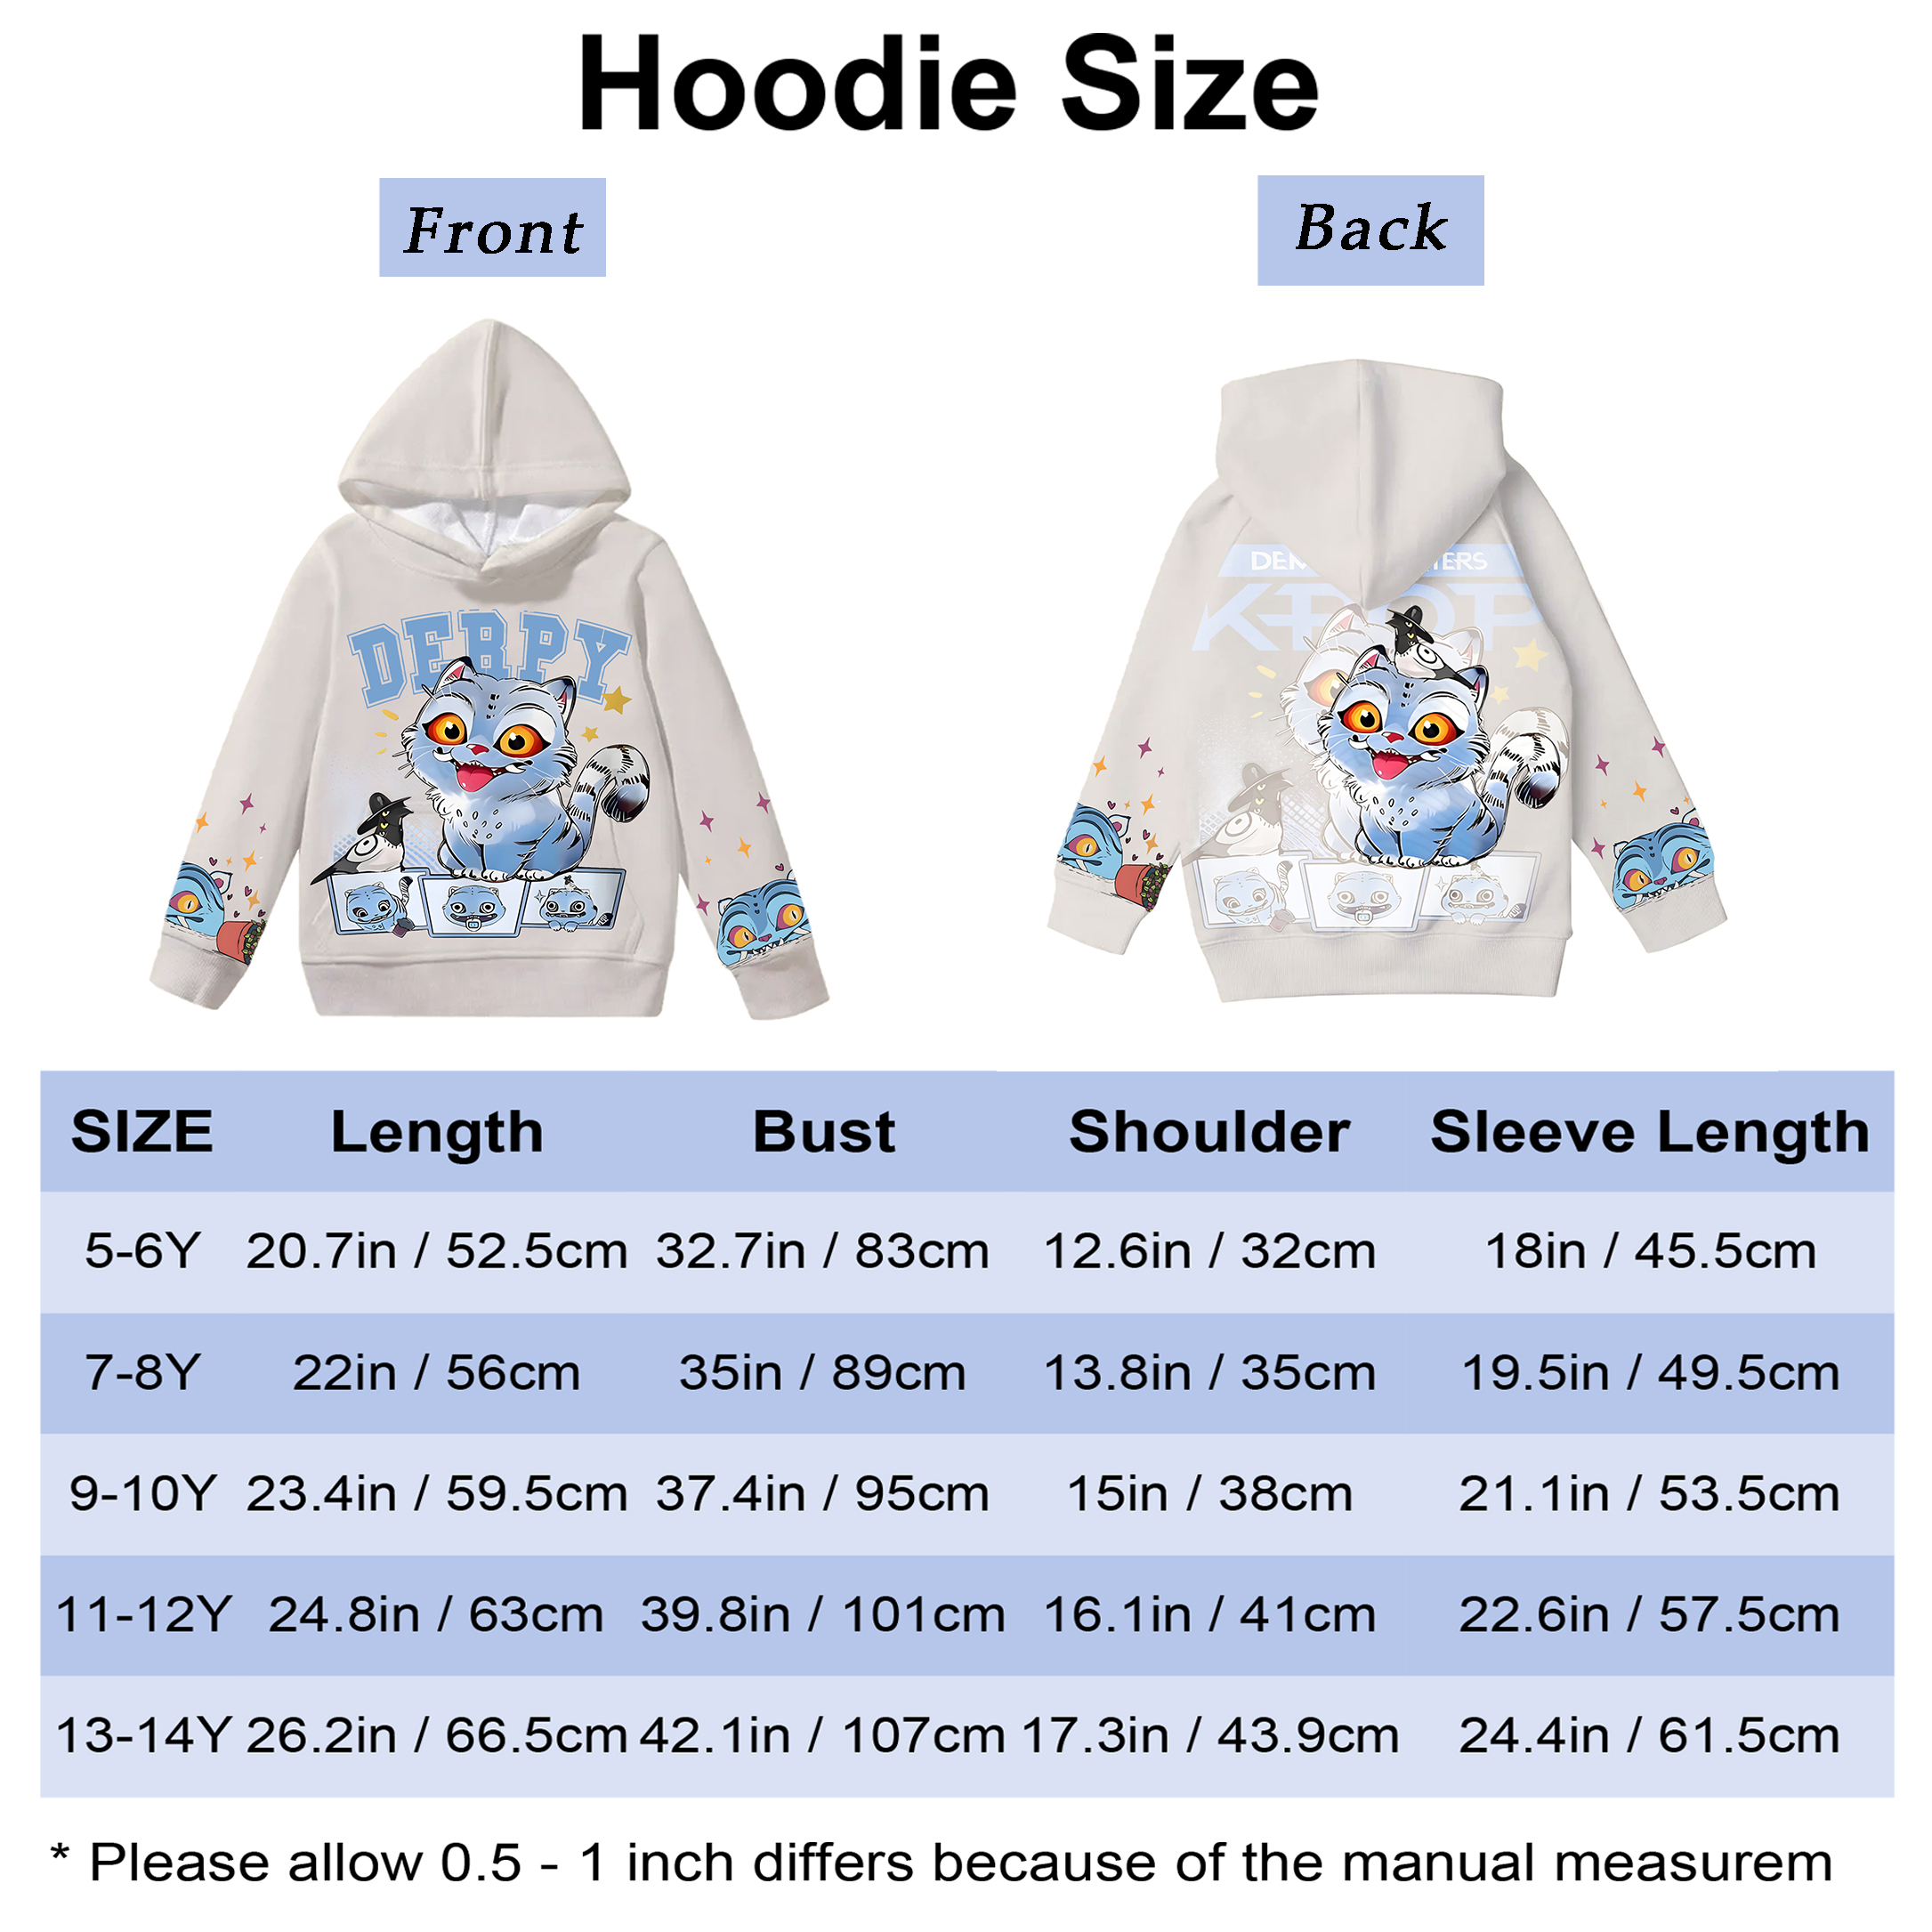 Hoodie Size
Front
Back
DERPY
KPOP
SIZE Length Bust Shoulder Sleeve Length
5-6Y 20.7in / 52.5cm 32.7in / 83cm 12.6in / 32cm 18in / 45.5cm
7-8Y 22in / 56cm 35in / 89cm 13.8in / 35cm 19.5in / 49.5cm
9-10Y 23.4in / 59.5cm 37.4in / 95cm 15in / 38cm 21.1in / 53.5cm
11-12Y 24.8in / 63cm 39.8in / 101cm 16.1in / 41cm 22.6in / 57.5cm
13-14Y 26.2in / 66.5cm 42.1in / 107cm 17.3in / 43.9cm 24.4in / 61.5cm
* Please allow 0.5 - 1 inch differs because of the manual measurem